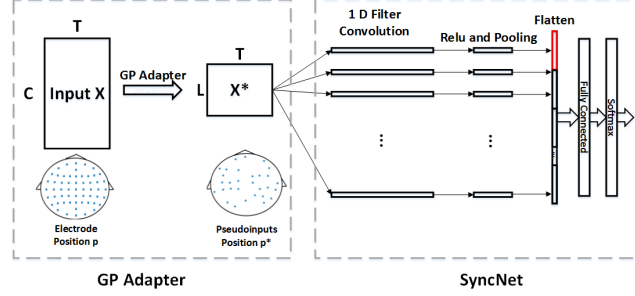 T
GP Adapter
C
Input X
T
L
X*
1 D Filter
Convolution
Relu and Pooling
Flatten
Fully Connected
Softmax
...
...
...
Electrode
Position p
Pseudoinputs
Position p*
GP Adapter
SyncNet